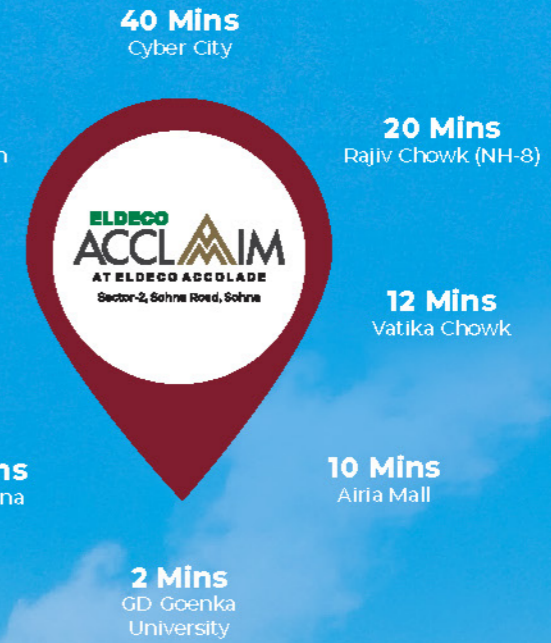 40 Mins
Cyber City
20 Mins
Rajiv Chowk (NH-8)
ELDECO
ACCLAIM
AT ELDECO ACCOLADE
Sector-2, Sohna Road, Sohna
12 Mins
Vatika Chowk
10 Mins
Airia Mall
2 Mins
GD Goenka
University